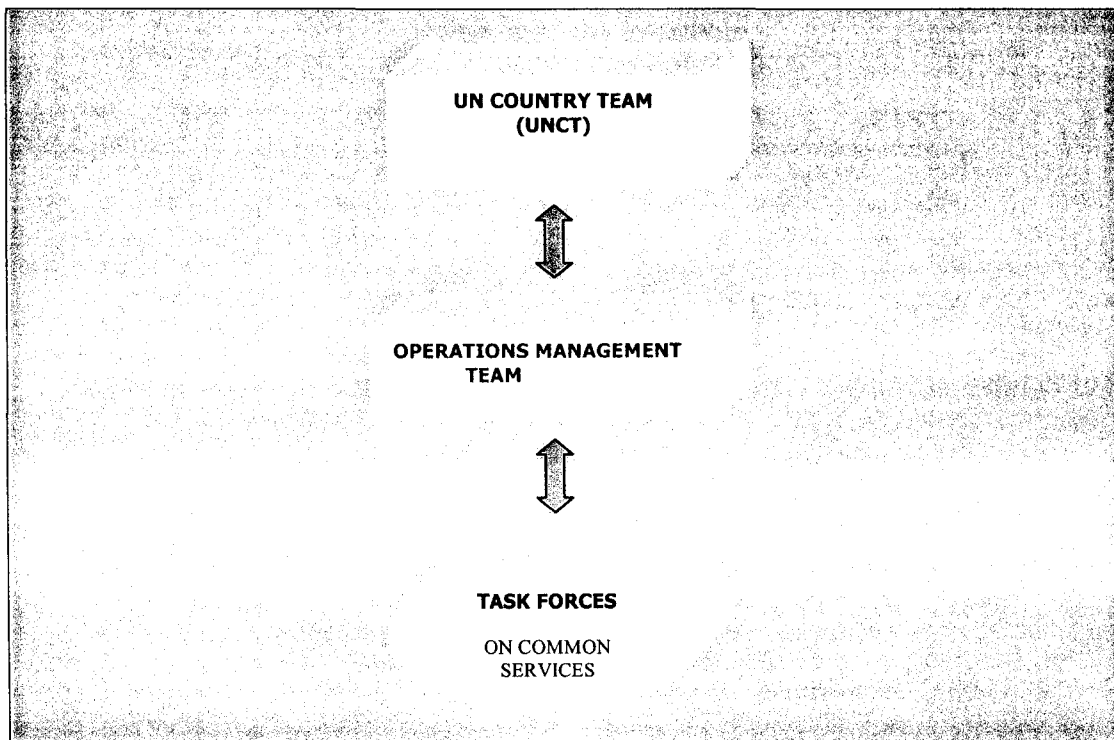 UN COUNTRY TEAM
(UNCT)
OPERATIONS MANAGEMENT
TEAM
TASK FORCES
ON COMMON
SERVICES